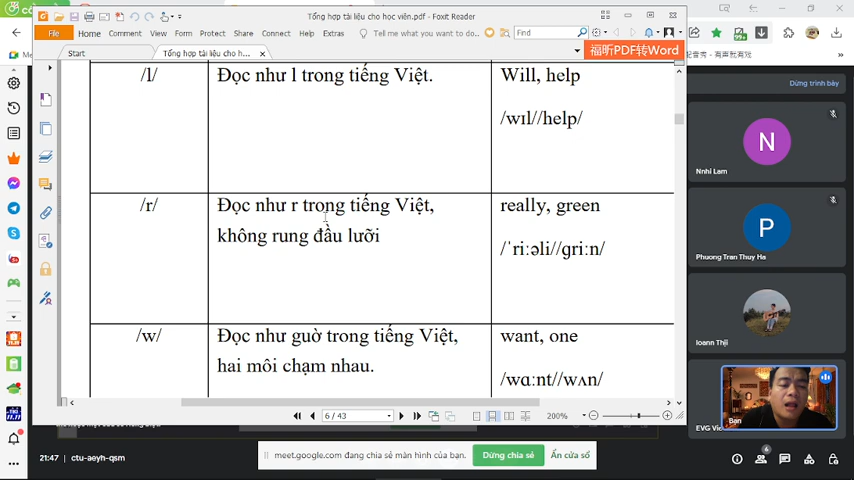 Tổng hợp tài liệu cho học viên.pdf - Foxit Reader
File Home Comment View Form Protect Share Connect Help Extras Tell me what you want to do... Find
Start Tổng hợp tài liệu cho h...
福昕PDF转Word
/l/ Đọc như l trong tiếng Việt. Will, help
/wɪl//help/
/r/ Đọc như r trong tiếng Việt, really, green
không rung đầu lưỡi /ˈriːəli//ɡriːn/
/w/ Đọc như guờ trong tiếng Việt, want, one
hai môi chạm nhau. /wɑːnt//wʌn/
6 / 43 200%
Dừng trình bày
N
Nnhi Lam
P
Phuong Tran Thuy Ha
Ioann Thịi
Bạn
EVG Vic
21:47 ctu-aeyh-qsm
meet.google.com đang chia sẻ màn hình của bạn. Dừng chia sẻ Ẩn cửa sổ
6